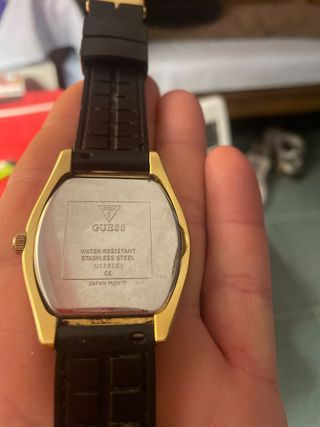 GUESS
WATER RESISTANT
STAINLESS STEEL
CE
JAPAN MOV'T